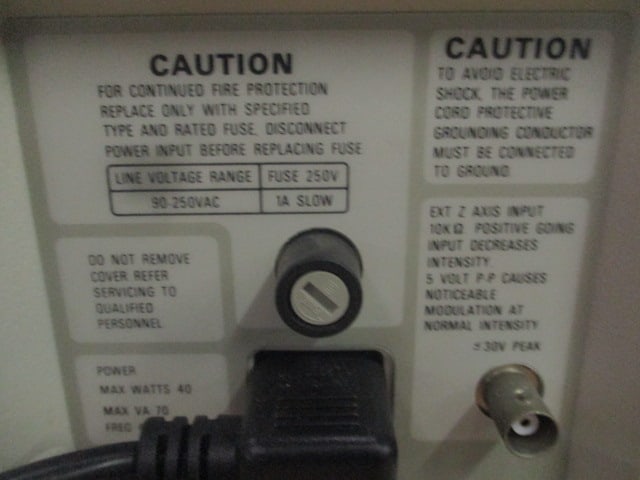 CAUTION
FOR CONTINUED FIRE PROTECTION
REPLACE ONLY WITH SPECIFIED
TYPE AND RATED FUSE. DISCONNECT
POWER INPUT BEFORE REPLACING FUSE
LINE VOLTAGE RANGE FUSE 250V
90-250VAC 1A SLOW
DO NOT REMOVE
COVER REFER
SERVICING TO
QUALIFIED
PERSONNEL
POWER
MAX WATTS 40
MAX VA 70
FREQ
CAUTION
TO AVOID ELECTRIC
SHOCK, THE POWER
CORD PROTECTIVE
GROUNDING CONDUCTOR
MUST BE CONNECTED
TO GROUND.
EXT Z AXIS INPUT
10KΩ. POSITIVE GOING
INPUT DECREASES
INTENSITY.
5 VOLT P-P CAUSES
NOTICEABLE
MODULATION AT
NORMAL INTENSITY
±30V PEAK